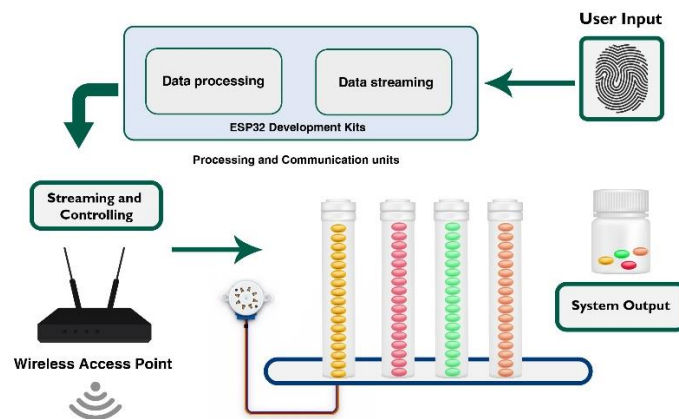 User Input
Data processing
Data streaming
ESP32 Development Kits
Processing and Communication units
Streaming and
Controlling
System Output
Wireless Access Point